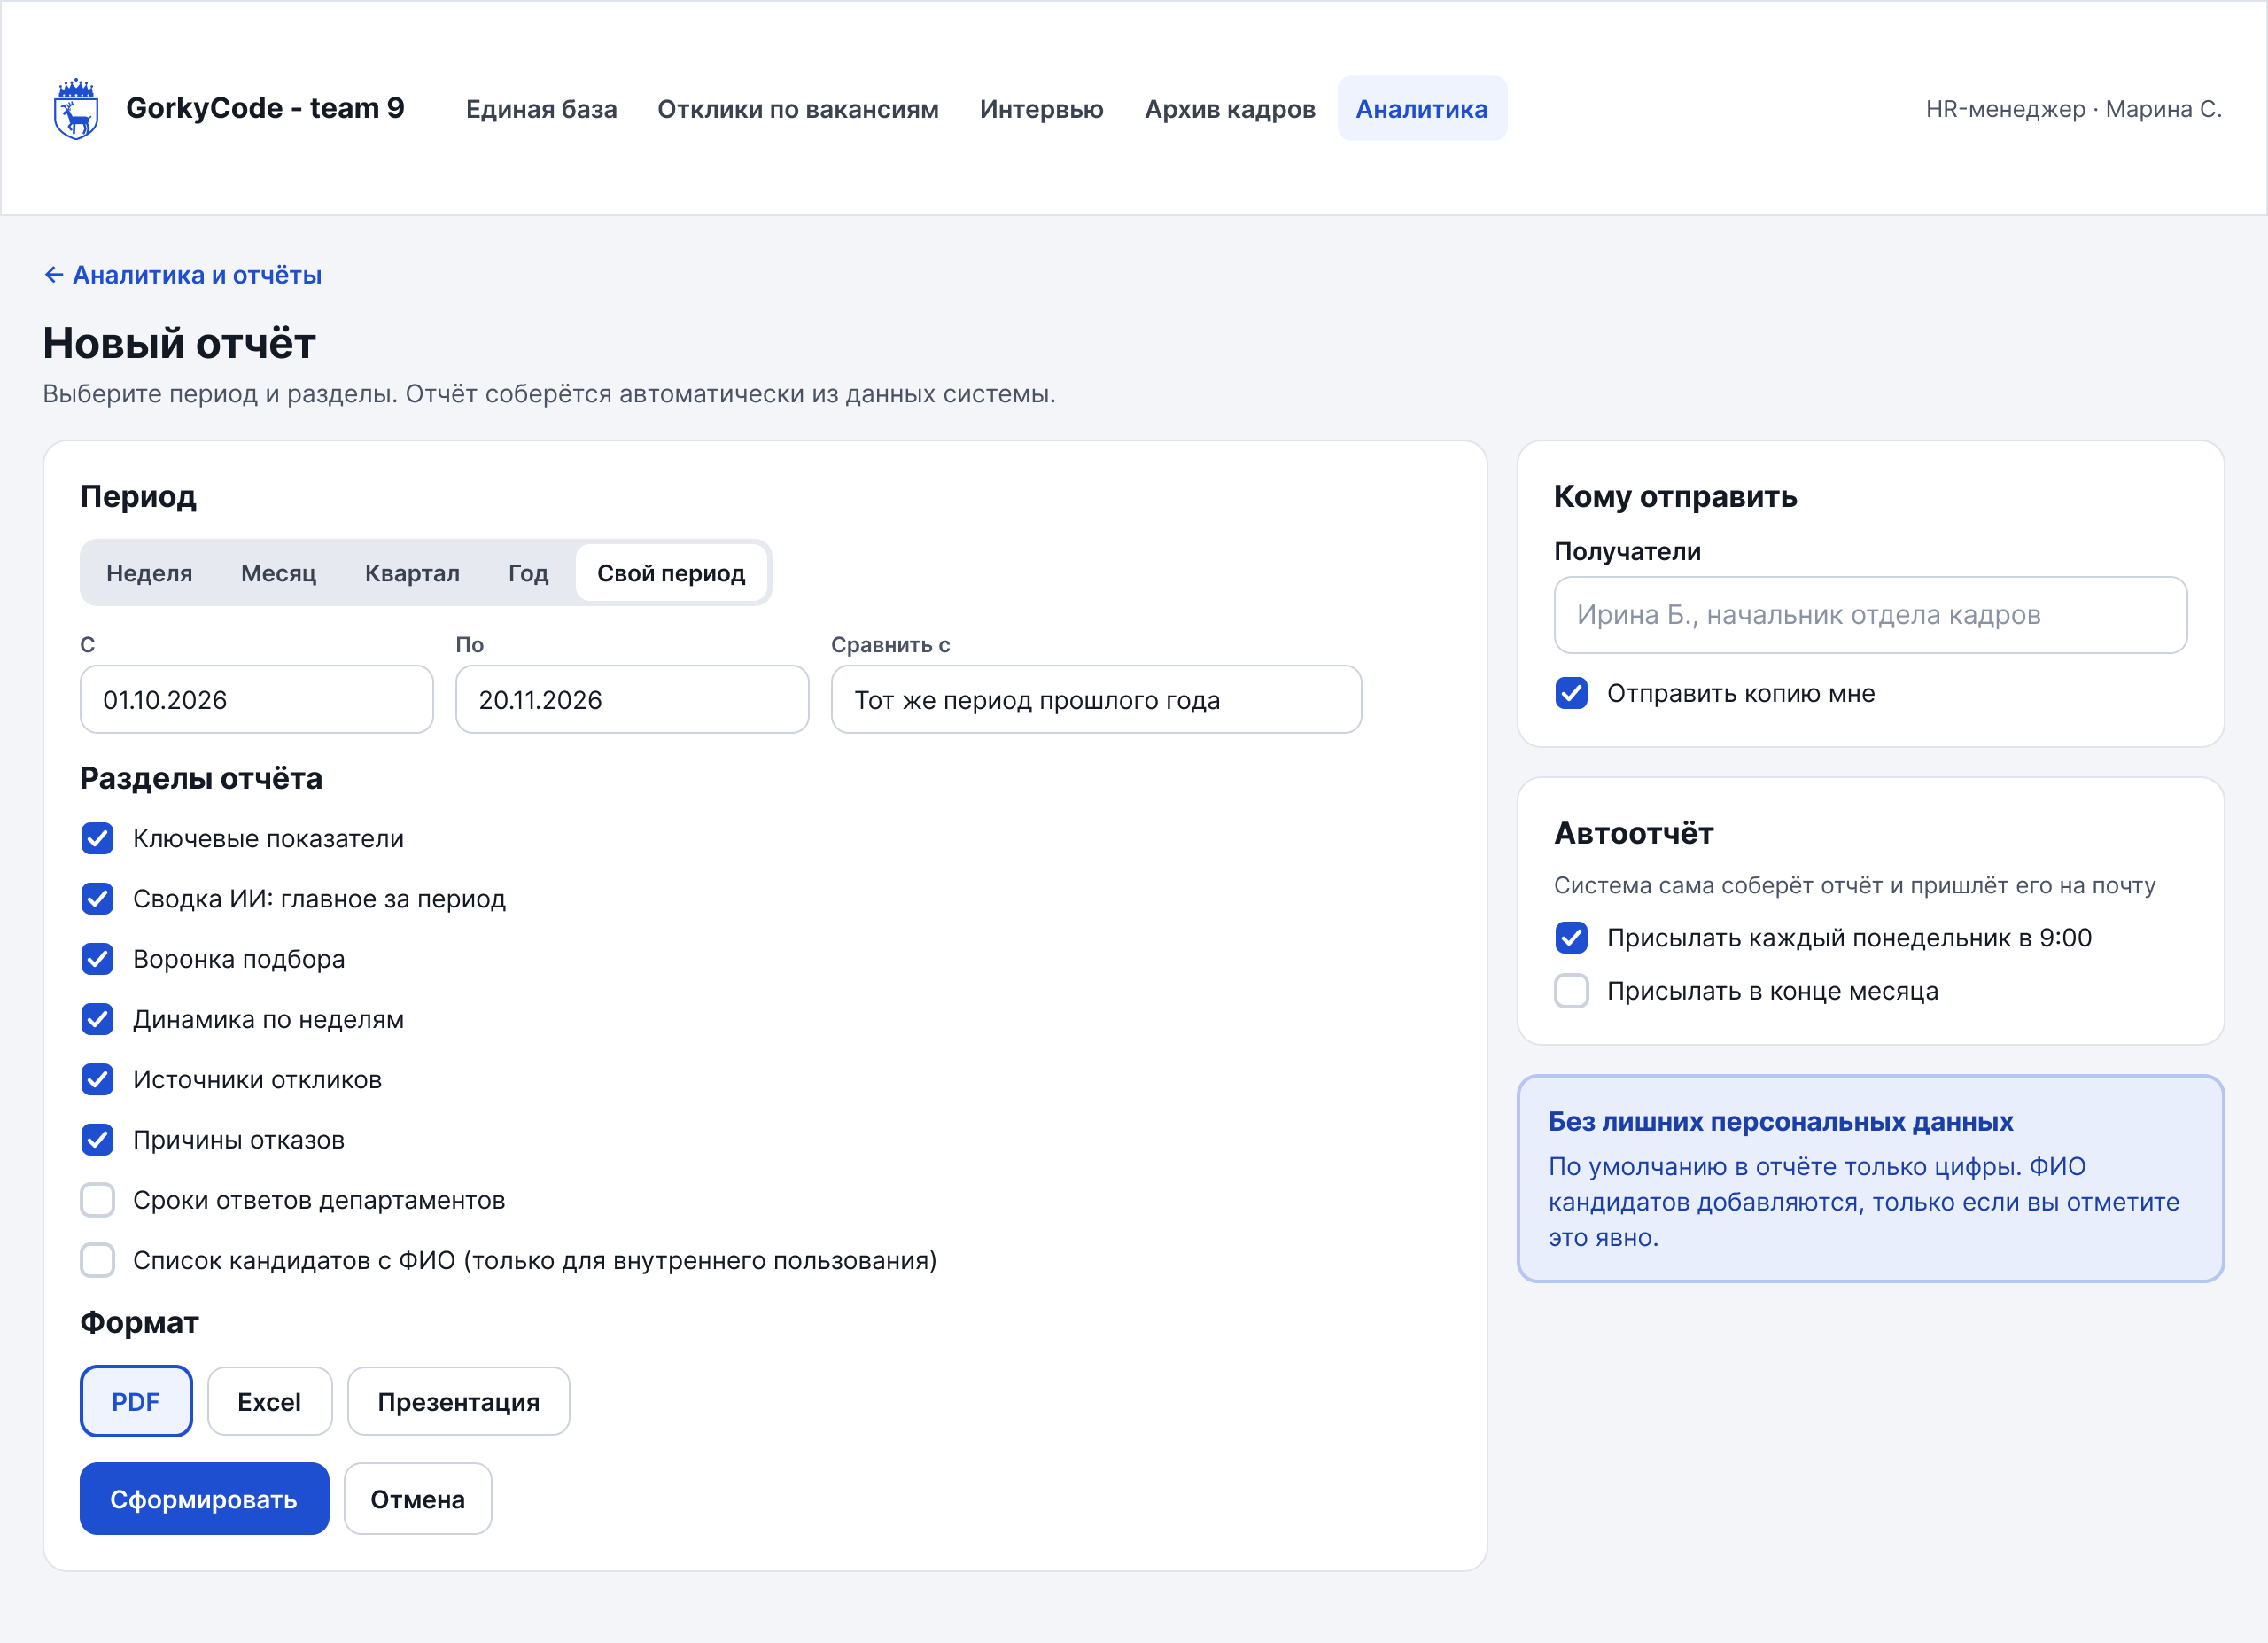 GorkyCode - team 9
Единая база
Отклики по вакансиям
Интервью
Архив кадров
Аналитика
HR-менеджер · Марина С.
← Аналитика и отчёты
Новый отчёт
Выберите период и разделы. Отчёт соберётся автоматически из данных системы.
Период
Неделя
Месяц
Квартал
Год
Свой период
С
По
Сравнить с
01.10.2026
20.11.2026
Тот же период прошлого года
Разделы отчёта
Ключевые показатели
Сводка ИИ: главное за период
Воронка подбора
Динамика по неделям
Источники откликов
Причины отказов
Сроки ответов департаментов
Список кандидатов с ФИО (только для внутреннего пользования)
Формат
PDF
Excel
Презентация
Сформировать
Отмена
Кому отправить
Получатели
Ирина Б., начальник отдела кадров
Отправить копию мне
Автоотчёт
Система сама соберёт отчёт и пришлёт его на почту
Присылать каждый понедельник в 9:00
Присылать в конце месяца
Без лишних персональных данных
По умолчанию в отчёте только цифры. ФИО
кандидатов добавляются, только если вы отметите
это явно.